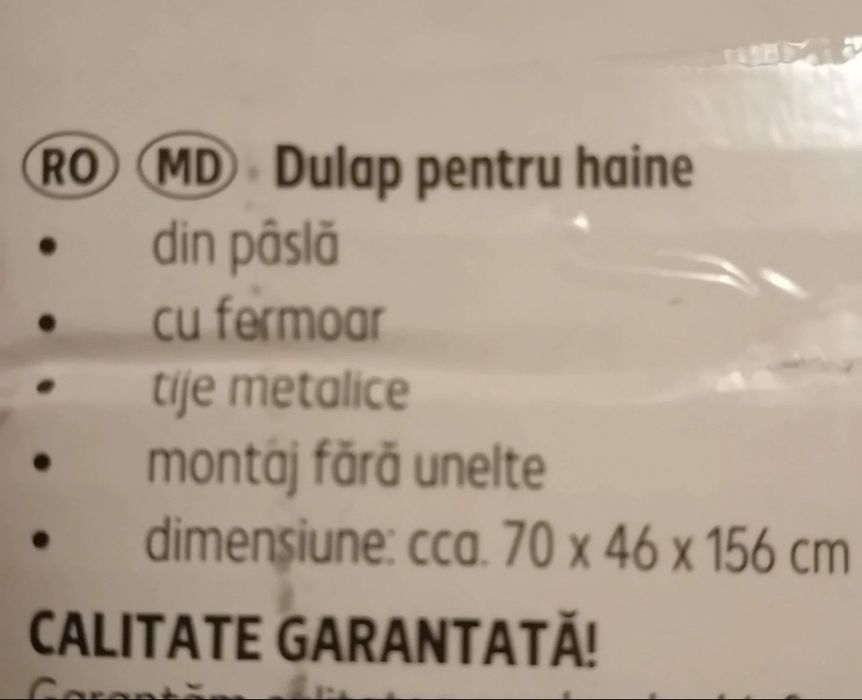 RO MD Dulap pentru haine
• din pâslă
• cu fermoar
• tije metalice
• montaj fără unelte
• dimensiune: cca. 70 x 46 x 156 cm
CALITATE GARANTATĂ!